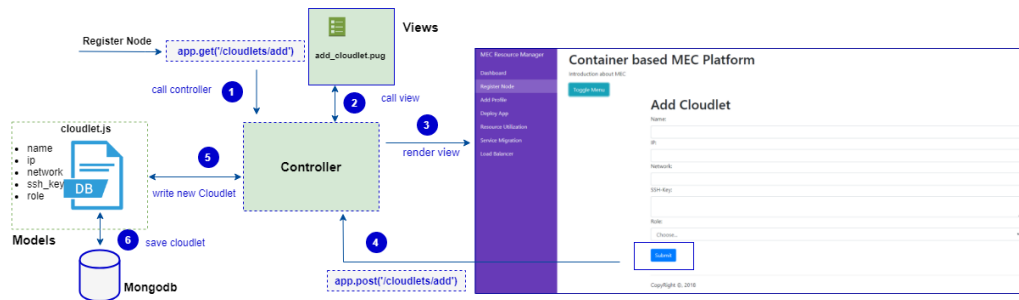 Register Node
app.get('/cloudlets/add')
add_cloudlet.pug
Views
call controller
1
2
call view
cloudlet.js
name
ip
network
ssh_key
role
DB
Models
5
write new Cloudlet
Controller
3
render view
6
save cloudlet
Mongodb
4
app.post('/cloudlets/add')
MEC Resource Manager
Dashboard
Register Node
Add Profile
Deploy App
Resource Utilization
Service Migration
Load Balancer
Container based MEC Platform
Introduction about MEC
Toggle Menu
Add Cloudlet
Name:
Network:
SSH-Key:
Role:
Choose...
Submit
CopyRight ©, 2018